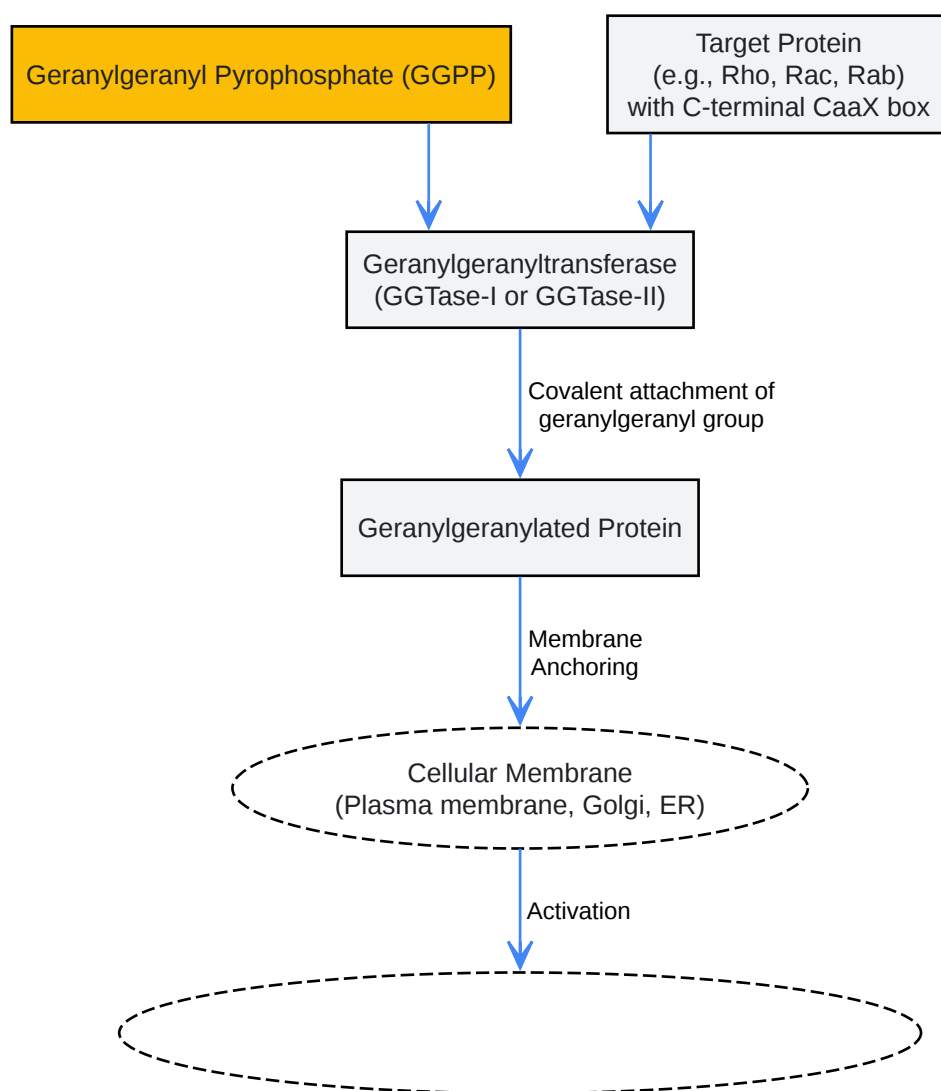 Geranylgeranyl Pyrophosphate (GGPP)
Target Protein
(e.g., Rho, Rac, Rab)
with C-terminal CaaX box
Geranylgeranyltransferase
(GGTase-I or GGTase-II)
Covalent attachment of
geranylgeranyl group
Geranylgeranylated Protein
Membrane
Anchoring
Cellular Membrane
(Plasma membrane, Golgi, ER)
Activation